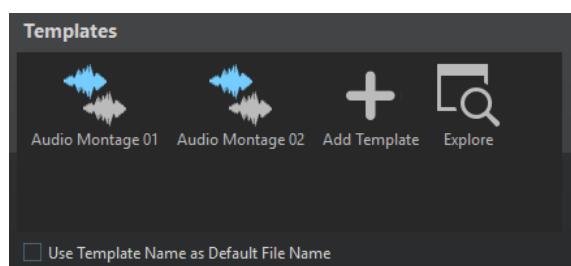 Templates
Audio Montage 01
Audio Montage 02
Add Template
Explore
Use Template Name as Default File Name